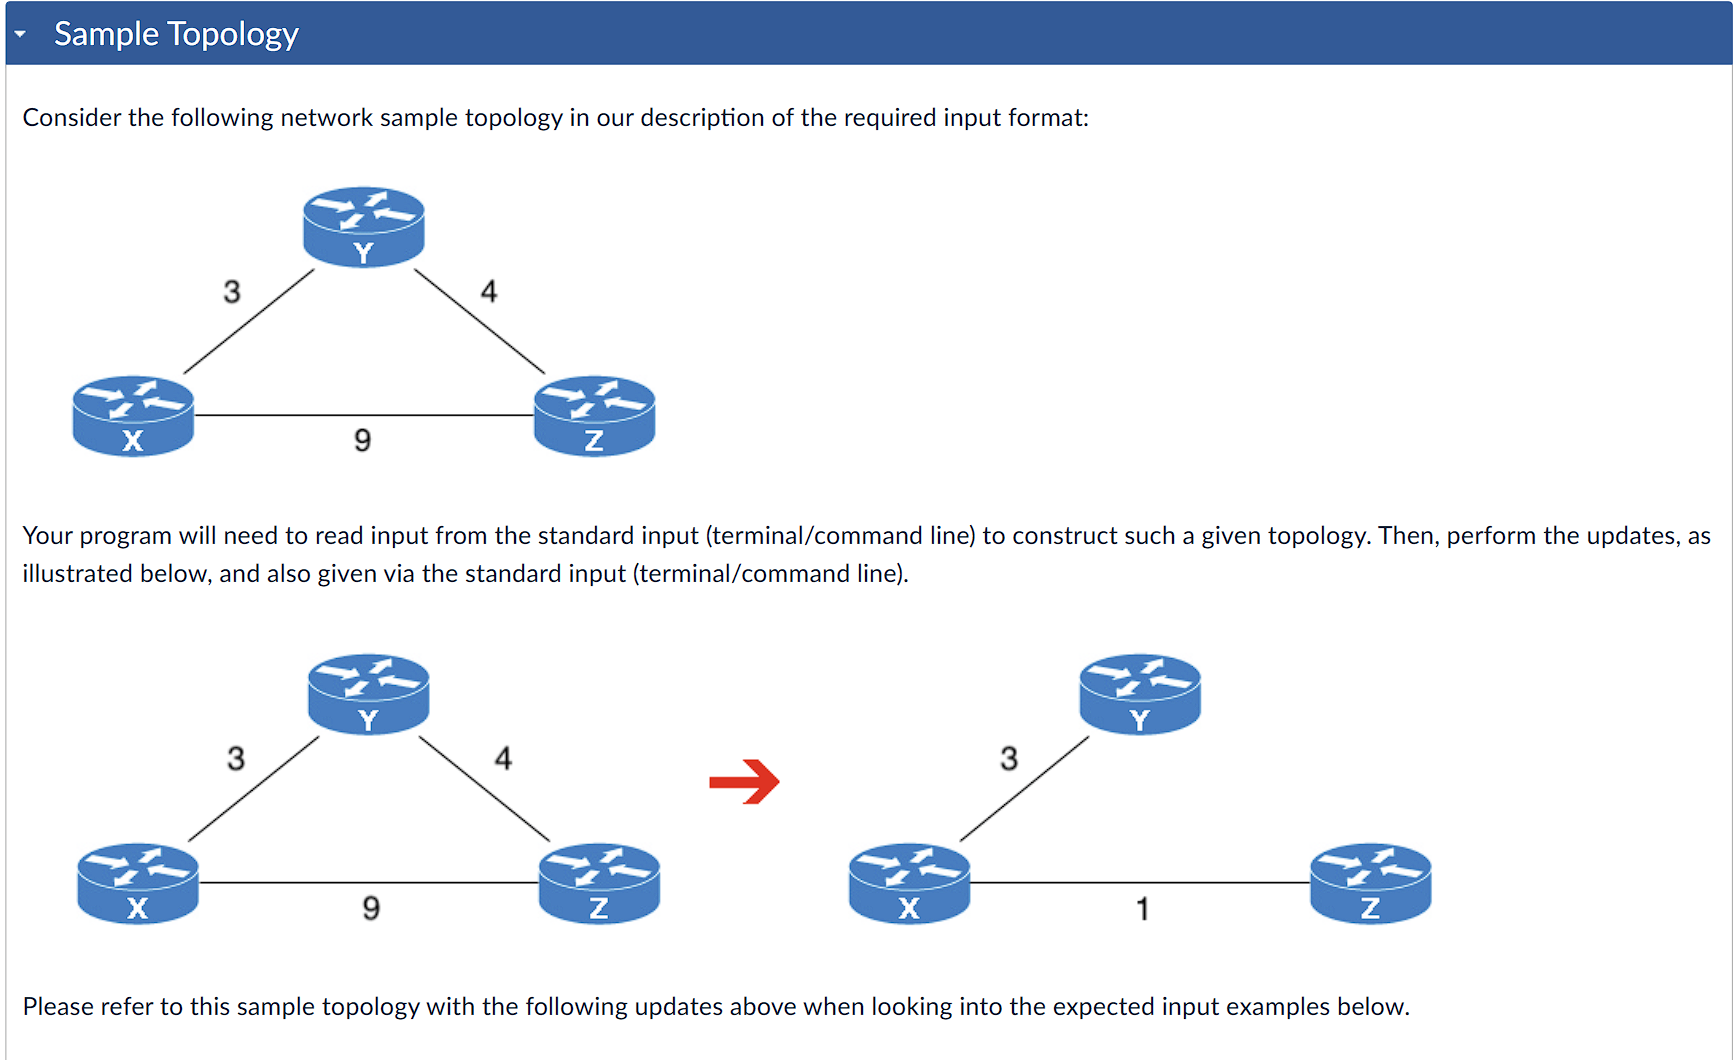 Sample Topology
Consider the following network sample topology in our description of the required input format:
Y
3
4
X
9
Z
Your program will need to read input from the standard input (terminal/command line) to construct such a given topology. Then, perform the updates, as
illustrated below, and also given via the standard input (terminal/command line).
Y
3
4
X
9
Z
Y
3
X
1
Z
Please refer to this sample topology with the following updates above when looking into the expected input examples below.